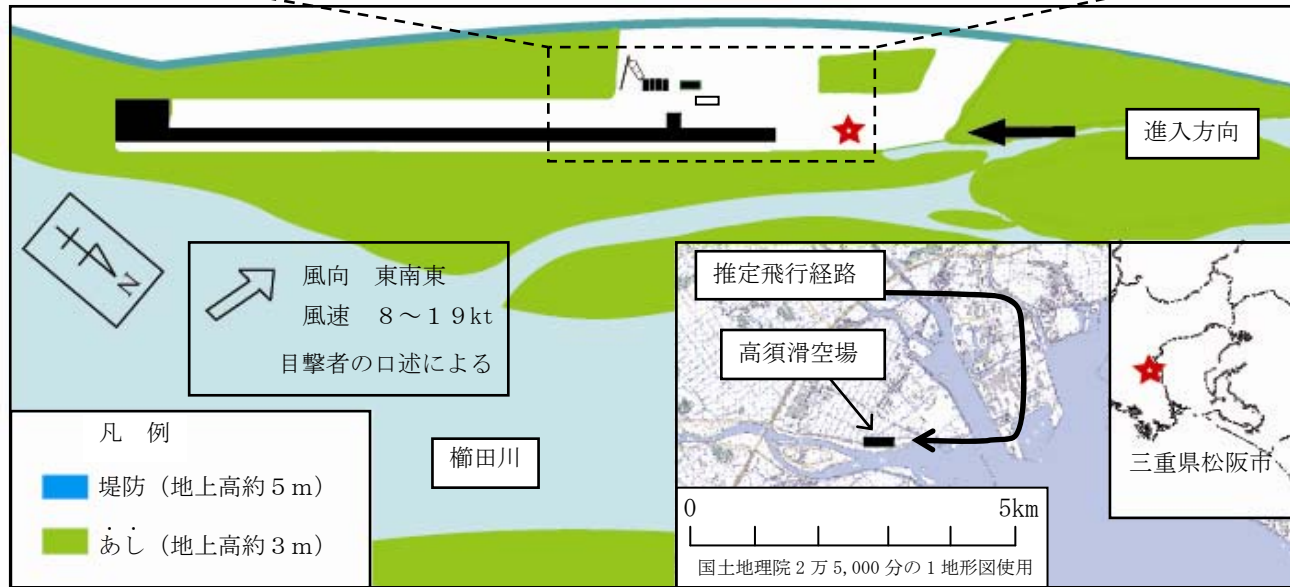 進入方向
N
風向 東南東
風速 8~19kt
目撃者の口述による
推定飛行経路
高須滑空場
三重県松阪市
凡 例
堤防(地上高約5m)
あし(地上高約3m)
櫛田川
0 5km
国土地理院2万5,000分の1地形図使用